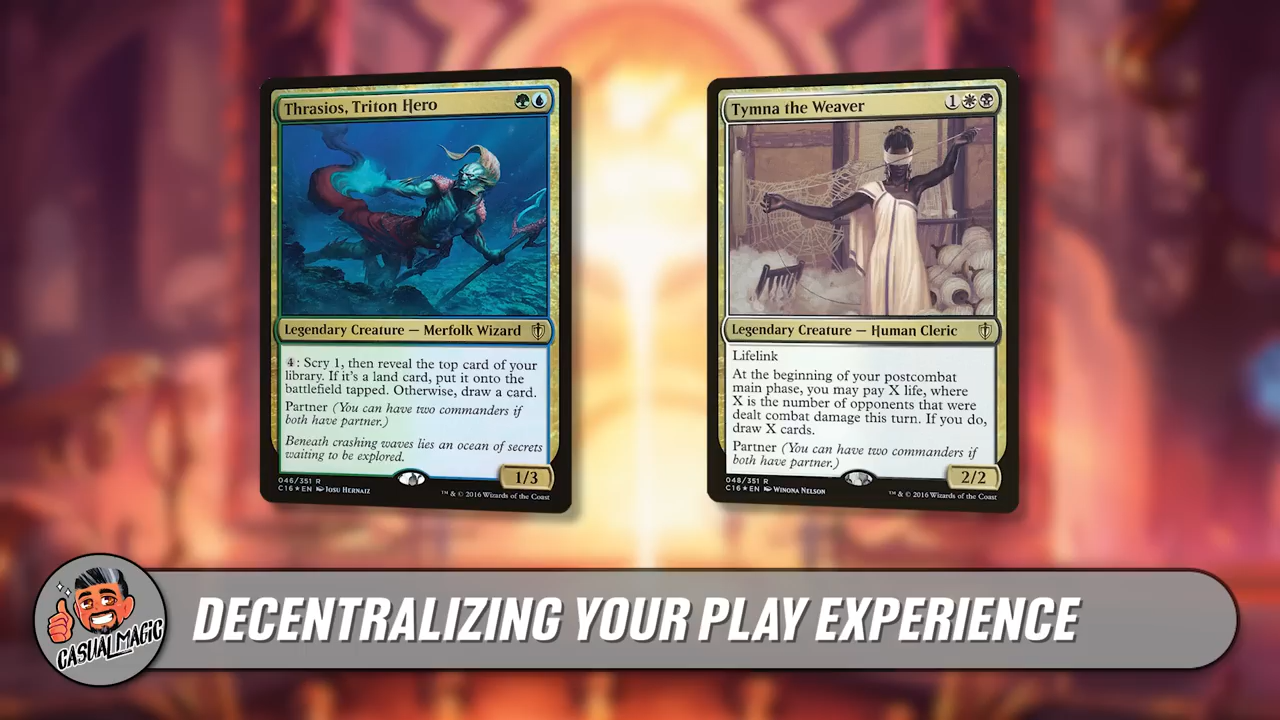 Thrasios, Triton Hero
Legendary Creature — Merfolk Wizard
4: Scry 1, then reveal the top card of your
library. If it's a land card, put it onto the
battlefield tapped. Otherwise, draw a card.
Partner (You can have two commanders if
both have partner.)
Beneath crashing waves lies an ocean of secrets
waiting to be explored.
1/3
046/351 R
C16★EN Iosu Hernaiz
™ & © 2016 Wizards of the Coast
Tymna the Weaver
1
Legendary Creature — Human Cleric
Lifelink
At the beginning of your postcombat
main phase, you may pay X life, where
X is the number of opponents that were
dealt combat damage this turn. If you do,
draw X cards.
Partner (You can have two commanders if
both have partner.)
2/2
048/351 R
C16★EN Winona Nelson
™ & © 2016 Wizards of the Coast
CASUAL MAGIC
DECENTRALIZING YOUR PLAY EXPERIENCE